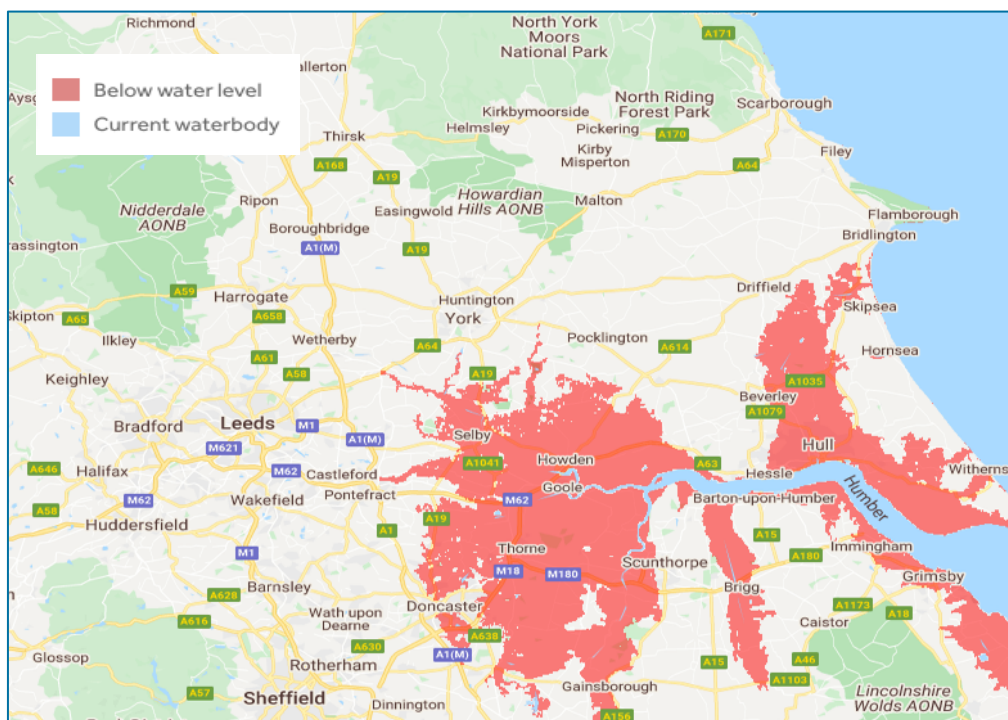 Richmond
North York
Moors
National Park
A171
Below water level
Current waterbody
Scarborough
North Riding
Forest Park
Kirkbymoorside
Pickering
A170
Helmsley
Thirsk
Kirby
Misperton
Filey
A168
A19
A64
Nidderdale
AONB
Ripon
Howardian
Hills AONB
Malton
Easingwold
Flamborough
Boroughbridge
Bridlington
A1(M)
A19
A59
Harrogate
Huntington
Driffield
Skipton
A65
A658
York
Skipsea
Ilkley
Wetherby
A64
Pocklington
A614
Hornsea
A61
A58
A19
A1035
Keighley
Beverley
A1079
Bradford
Leeds
M1
A1(M)
Selby
Hull
M621
A646
Halifax
M62
Castleford
A1041
Howden
A63
Hessle
Goole
M62
Wakefield
Pontefract
M62
Barton-upon-Humber
Humber
A58
Huddersfield
A1
A19
A15
M1
Thorne
A180
Immingham
M18
M180
Scunthorpe
Grimsby
Barnsley
A628
Brigg
A616
Wath upon
Dearne
Doncaster
A1173
A18
A638
Caistor
A630
Glossop
A1(M)
Rotherham
A15
A46
A57
Dinnington
Gainsborough
A1103
Sheffield
A156
Lincolnshire
Wolds AONB